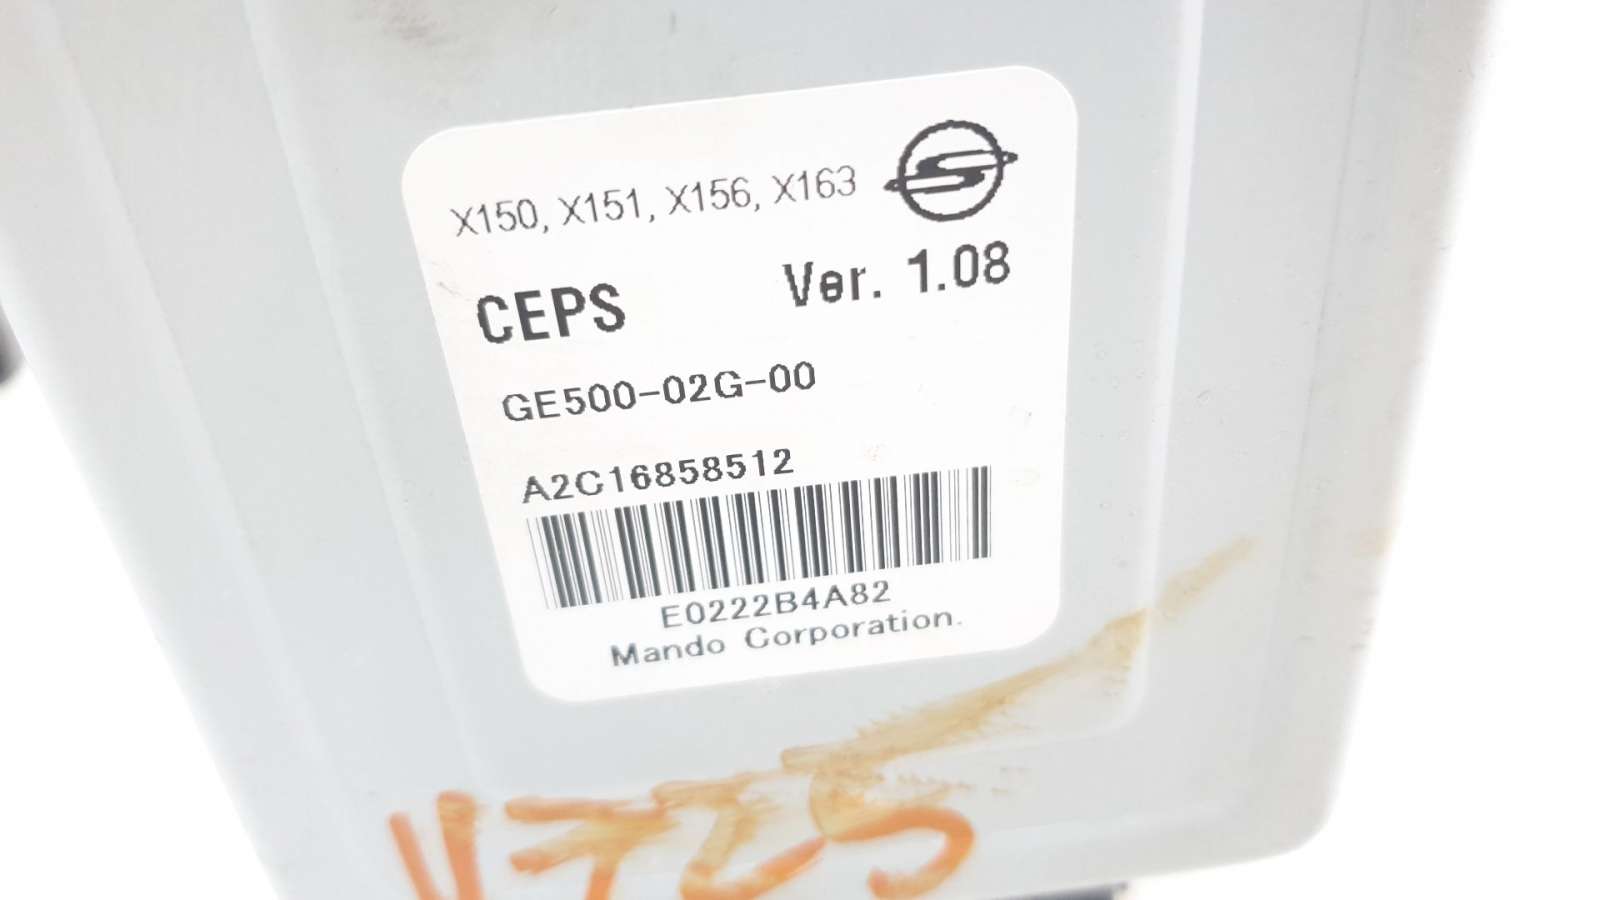 X150, X151, X156, X163
CEPS Ver. 1.08
GE500-02G-00
A2C16858512
E0222B4A82
Mando Corporation.